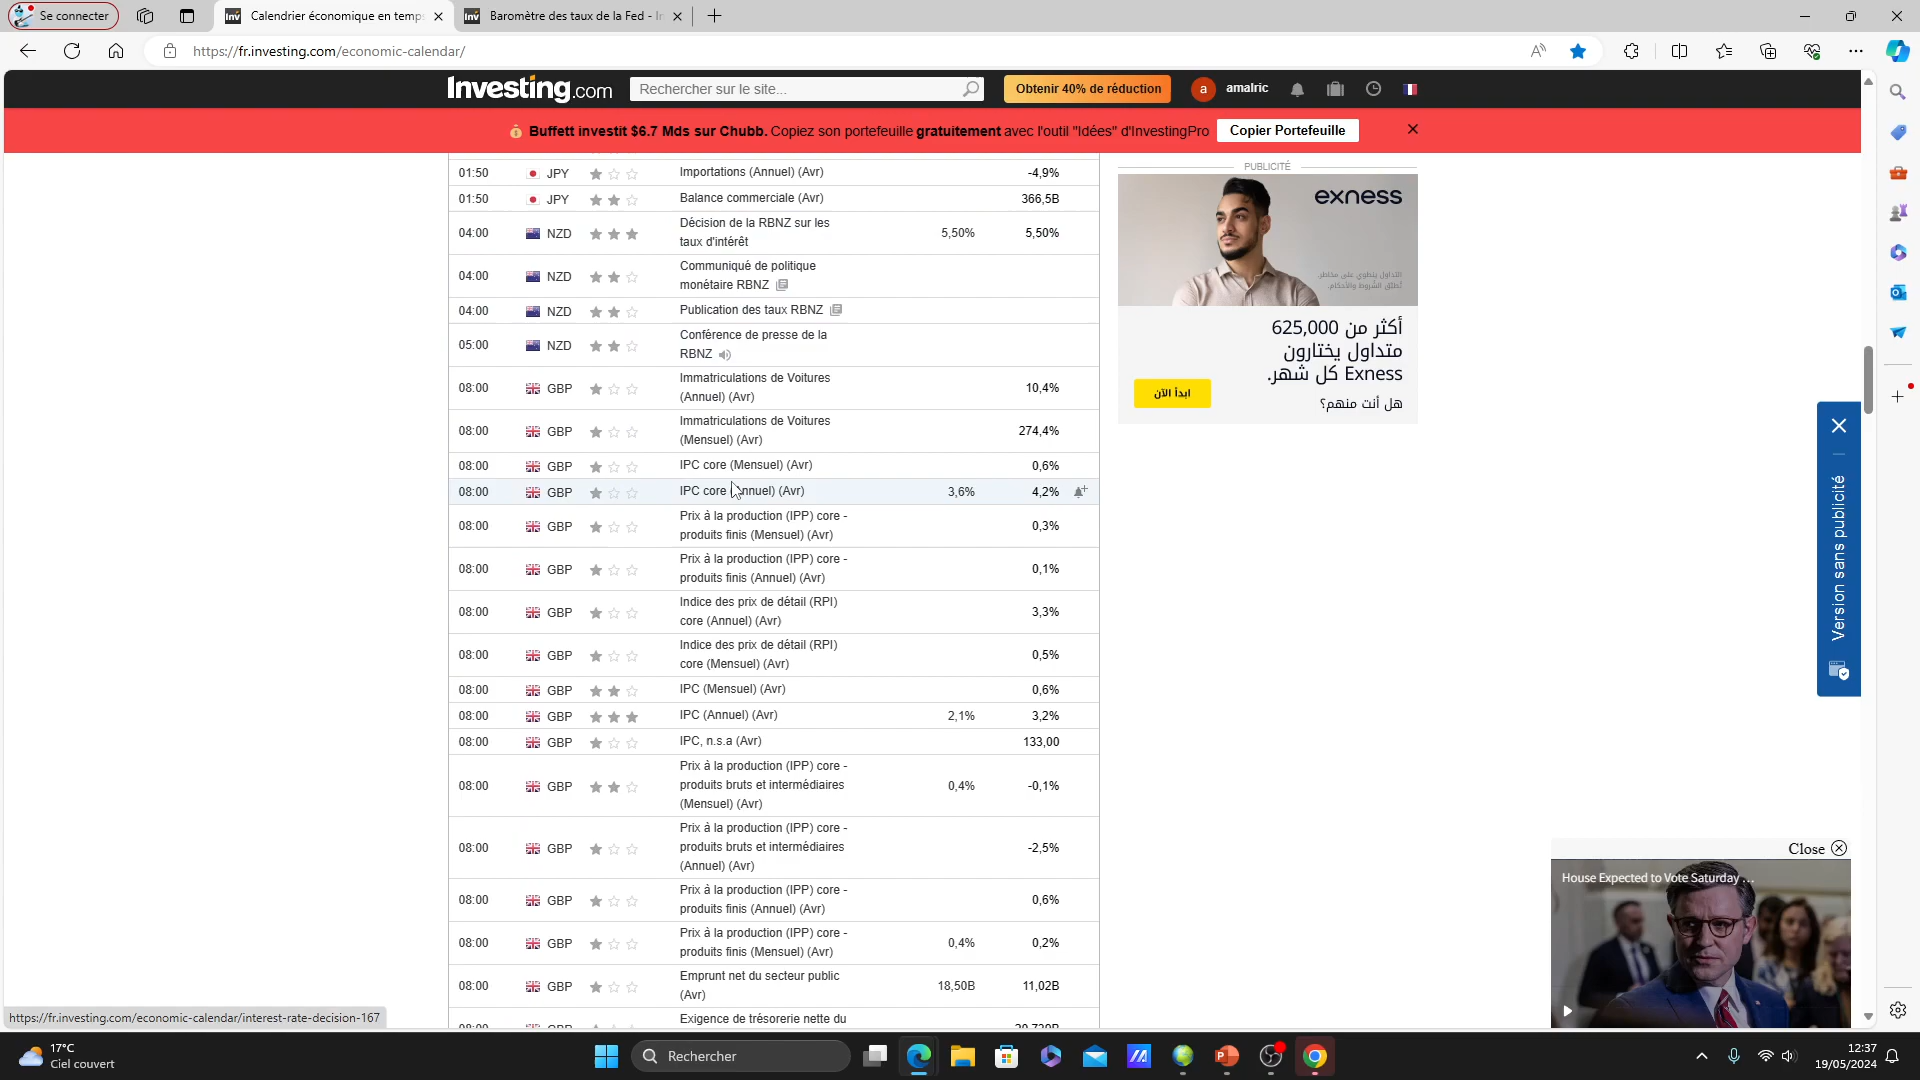 Se connecter
Calendrier économique en temps
Baromètre des taux de la Fed - In
https://fr.investing.com/economic-calendar/
Investing.com
Rechercher sur le site...
Obtenir 40% de réduction
a amalric
Buffett investit $6.7 Mds sur Chubb. Copiez son portefeuille gratuitement avec l'outil "Idées" d'InvestingPro Copier Portefeuille
01:50 JPY Importations (Annuel) (Avr) -4,9%
01:50 JPY Balance commerciale (Avr) 366,5B
04:00 NZD Décision de la RBNZ sur les 5,50% 5,50%
taux d'intérêt
04:00 NZD Communiqué de politique
monétaire RBNZ
04:00 NZD Publication des taux RBNZ
05:00 NZD Conférence de presse de la
RBNZ
08:00 GBP Immatriculations de Voitures 10,4%
(Annuel) (Avr)
08:00 GBP Immatriculations de Voitures 274,4%
(Mensuel) (Avr)
08:00 GBP IPC core (Mensuel) (Avr) 0,6%
08:00 GBP IPC core (Annuel) (Avr) 3,6% 4,2%
08:00 GBP Prix à la production (IPP) core - 0,3%
produits finis (Mensuel) (Avr)
08:00 GBP Prix à la production (IPP) core - 0,1%
produits finis (Annuel) (Avr)
08:00 GBP Indice des prix de détail (RPI) 3,3%
core (Annuel) (Avr)
08:00 GBP Indice des prix de détail (RPI) 0,5%
core (Mensuel) (Avr)
08:00 GBP IPC (Mensuel) (Avr) 0,6%
08:00 GBP IPC (Annuel) (Avr) 2,1% 3,2%
08:00 GBP IPC, n.s.a (Avr) 133,00
08:00 GBP Prix à la production (IPP) core - 0,4% -0,1%
produits bruts et intermédiaires
(Mensuel) (Avr)
08:00 GBP Prix à la production (IPP) core - -2,5%
produits bruts et intermédiaires
(Annuel) (Avr)
08:00 GBP Prix à la production (IPP) core - 0,6%
produits finis (Annuel) (Avr)
08:00 GBP Prix à la production (IPP) core - 0,4% 0,2%
produits finis (Mensuel) (Avr)
08:00 GBP Emprunt net du secteur public 18,50B 11,02B
(Avr)
Exigence de trésorerie nette du
PUBLICITÉ
exness
التداول ينطوي على مخاطر.
تُطبّق الشروط والأحكام.
أكثر من 625,000
متداول يختارون
Exness كل شهر.
هل أنت منهم؟
ابدأ الآن
Version sans publicité
Close
House Expected to Vote Saturday ...
https://fr.investing.com/economic-calendar/interest-rate-decision-167
17°C
Ciel couvert
Rechercher
12:37
19/05/2024